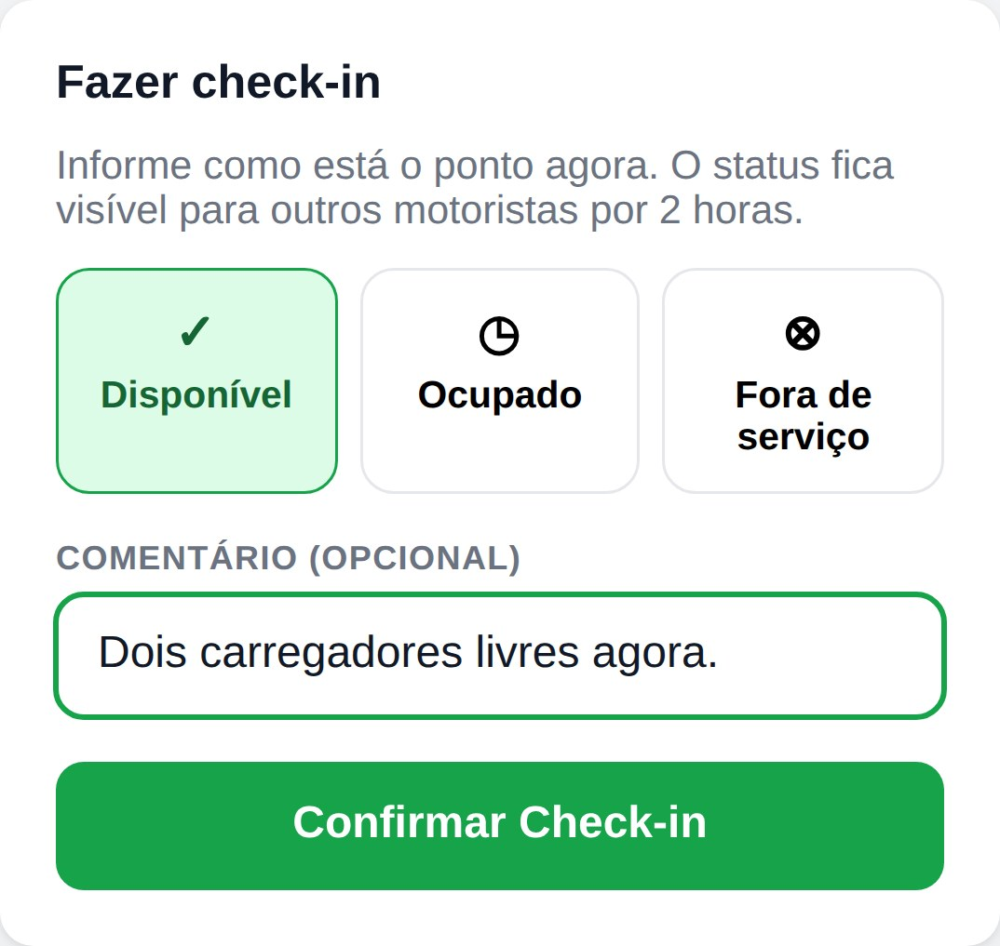 Fazer check-in
Informe como está o ponto agora. O status fica
visível para outros motoristas por 2 horas.
✓
Disponível
Ocupado
Fora de
serviço
COMENTÁRIO (OPCIONAL)
Dois carregadores livres agora.
Confirmar Check-in